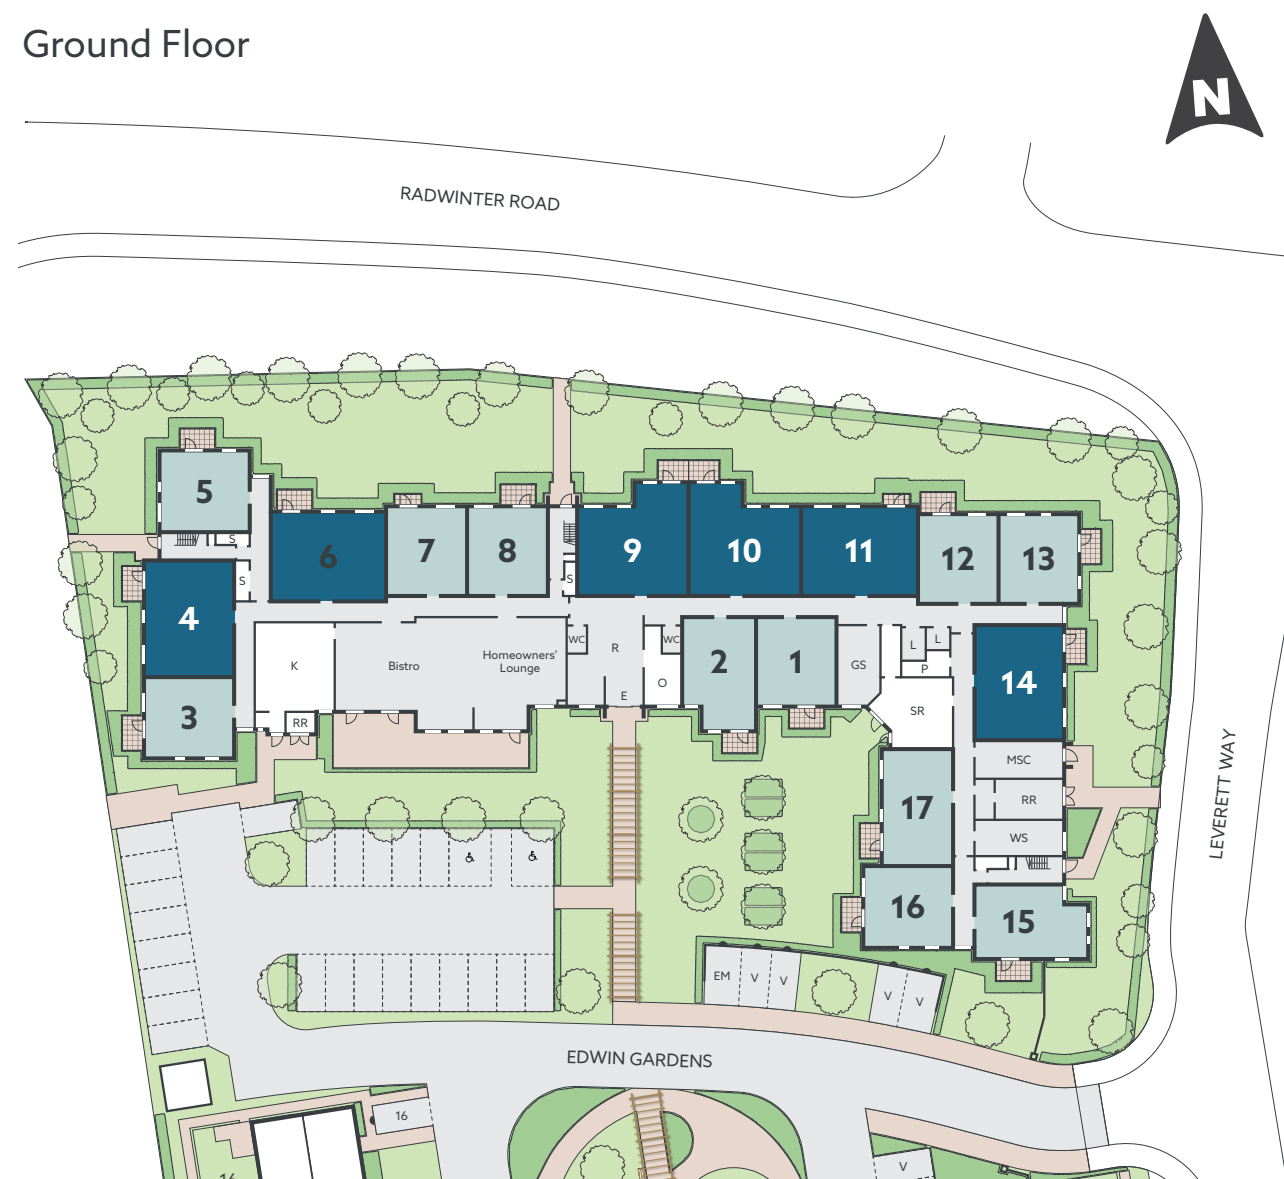 Ground Floor
N
RADWINTER ROAD
5
S
S
6
7
8
S
9
10
11
12
13
4
3
K
RR
Bistro
Homeowners'
Lounge
WC
R
E
WC
O
2
1
GS
L
L
P
SR
14
MSC
RR
WS
17
16
15
LEVERETT WAY
EM
V
V
V
V
EDWIN GARDENS
16
16
V